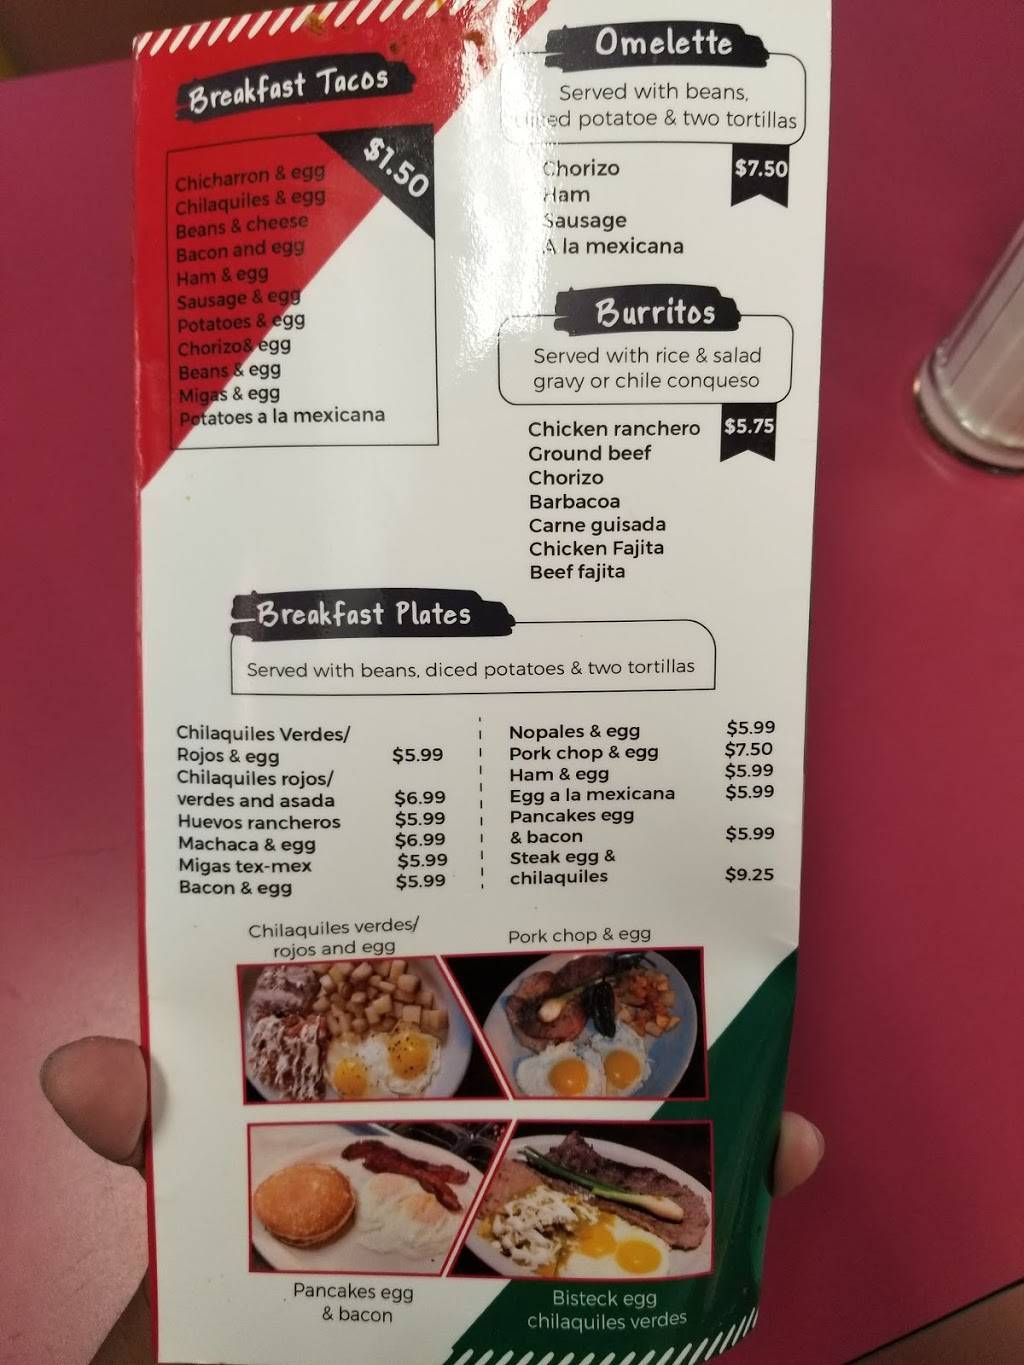 Breakfast Tacos
$1.50
Chicharron & egg
Chilaquiles & egg
Beans & cheese
Bacon and egg
Ham & egg
Sausage & egg
Potatoes & egg
Chorizo& egg
Beans & egg
Migas & egg
Potatoes a la mexicana
Omelette
Served with beans,
diced potatoe & two tortillas
$7.50
Chorizo
Ham
Sausage
A la mexicana
Burritos
Served with rice & salad
gravy or chile conqueso
$5.75
Chicken ranchero
Ground beef
Chorizo
Barbacoa
Carne guisada
Chicken Fajita
Beef fajita
Breakfast Plates
Served with beans, diced potatoes & two tortillas
Chilaquiles Verdes/
Rojos & egg $5.99
Chilaquiles rojos/
verdes and asada $6.99
Huevos rancheros $5.99
Machaca & egg $6.99
Migas tex-mex $5.99
Bacon & egg $5.99
Nopales & egg $5.99
Pork chop & egg $7.50
Ham & egg $5.99
Egg a la mexicana $5.99
Pancakes egg
& bacon $5.99
Steak egg &
chilaquiles $9.25
Chilaquiles verdes/
rojos and egg
Pork chop & egg
Pancakes egg
& bacon
Bisteck egg
chilaquiles verdes